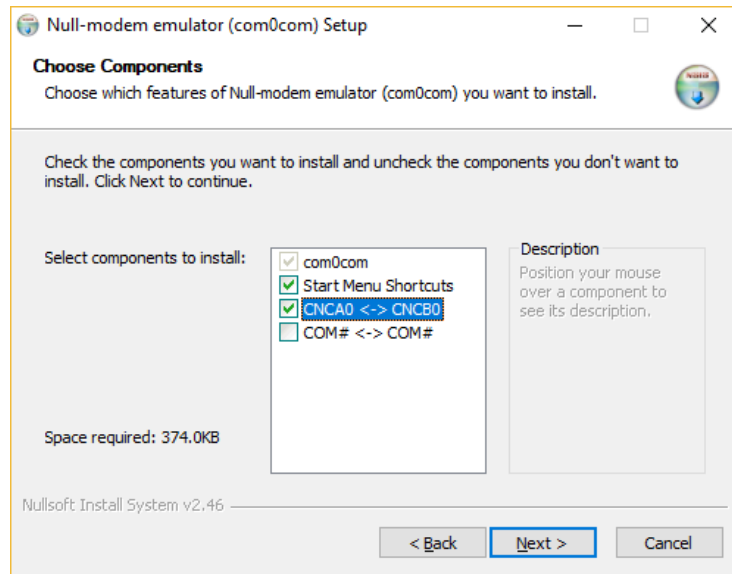 Null-modem emulator (com0com) Setup
Choose Components
Choose which features of Null-modem emulator (com0com) you want to install.
Check the components you want to install and uncheck the components you don't want to
install. Click Next to continue.
Select components to install:
com0com
Start Menu Shortcuts
CNCA0 <-> CNCB0
COM# <-> COM#
Description
Position your mouse
over a component to
see its description.
Space required: 374.0KB
Nullsoft Install System v2.46
< Back
Next >
Cancel